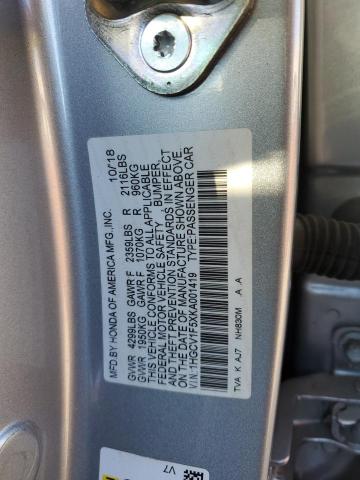 MFD.BY HONDA OF AMERICA MFG.,INC. 10/18
GVWR 4299LBS GAWR F 2359LBS R 2116LBS
GVWR 1950KG GAWR F 1070KG R 960KG
THIS VEHICLE CONFORMS TO ALL APPLICABLE
FEDERAL MOTOR VEHICLE SAFETY BUMPER,
AND THEFT PREVENTION STANDARDS IN EFFECT
ON THE DATE OF MANUFACTURE SHOWN ABOVE.
V.I.N.:1HGCV1F5XKA001419 TYPE:PASSENGER CAR
TVA K AJ7 NH830M A .A
V7